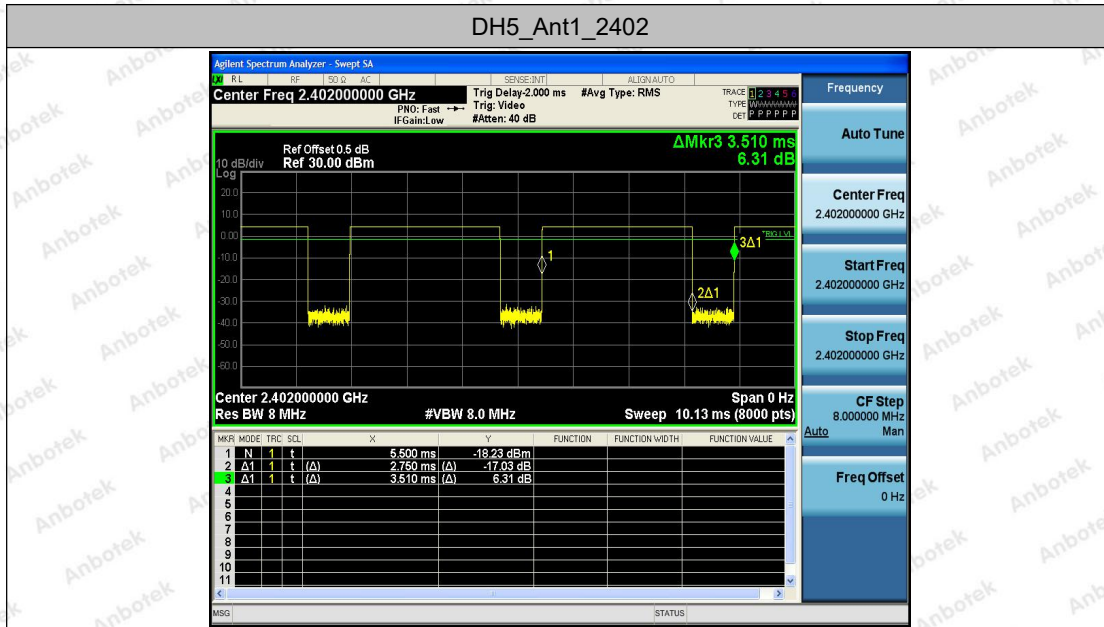 DH5_Ant1_2402
Agilent Spectrum Analyzer - Swept SA
RL RF 50 Ω AC SENSE:INT ALIGNAUTO
Center Freq 2.402000000 GHz
PNO: Fast
IFGain:Low
Trig Delay-2.000 ms
Trig: Video
#Atten: 40 dB
#Avg Type: RMS
TRACE 1 2 3 4 5 6
TYPE
DET P P P P P P
ΔMkr3 3.510 ms
6.31 dB
Ref Offset 0.5 dB
10 dB/div Ref 30.00 dBm
Log
20.0
10.0
0.00
-10.0
-20.0
-30.0
-40.0
-50.0
-60.0
TRIG LVL
1
2Δ1
3Δ1
Center 2.402000000 GHz Span 0 Hz
Res BW 8 MHz #VBW 8.0 MHz Sweep 10.13 ms (8000 pts)
MKR MODE TRC SCL X Y FUNCTION FUNCTION WIDTH FUNCTION VALUE
1 N 1 t 5.500 ms -18.23 dBm
2 Δ1 1 t (Δ) 2.750 ms (Δ) -17.03 dB
3 Δ1 1 t (Δ) 3.510 ms (Δ) 6.31 dB
4
5
6
7
8
9
10
11
MSG STATUS
Frequency
Auto Tune
Center Freq
2.402000000 GHz
Start Freq
2.402000000 GHz
Stop Freq
2.402000000 GHz
CF Step
8.000000 MHz
Auto Man
Freq Offset
0 Hz
Anbotek